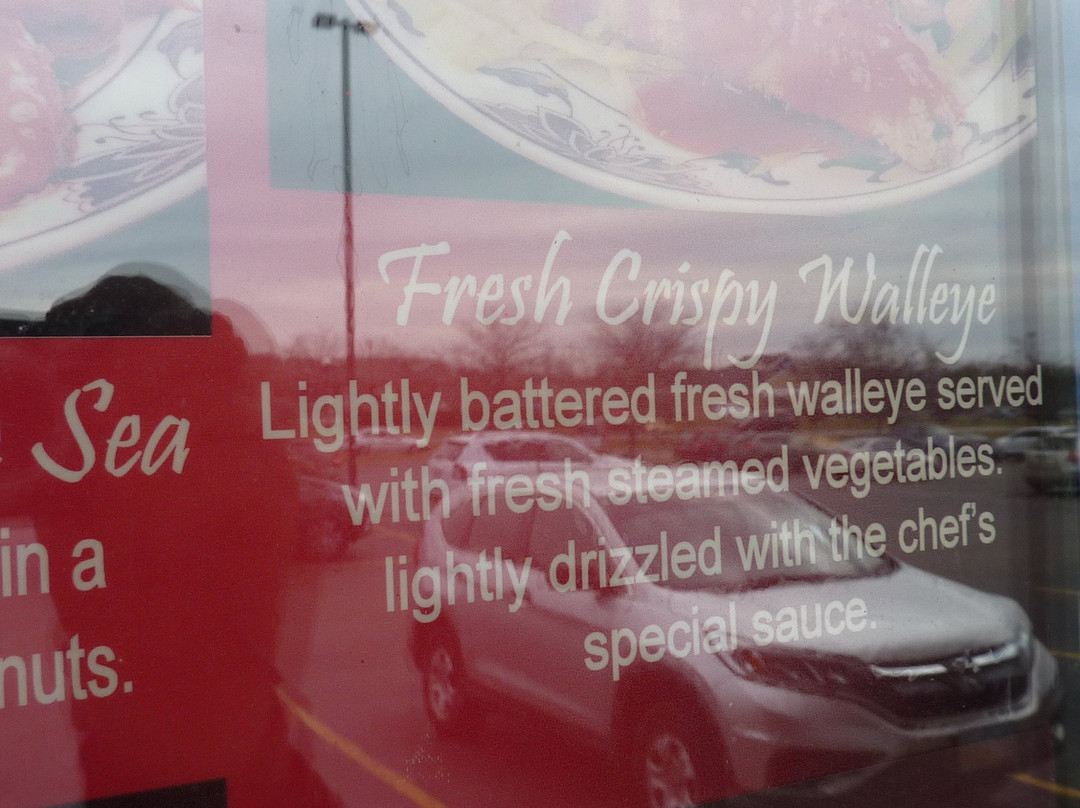 Fresh Crispy Walleye
Lightly battered fresh walleye served
with fresh steamed vegetables.
lightly drizzled with the chef's
special sauce.
Sea
in a
nuts.